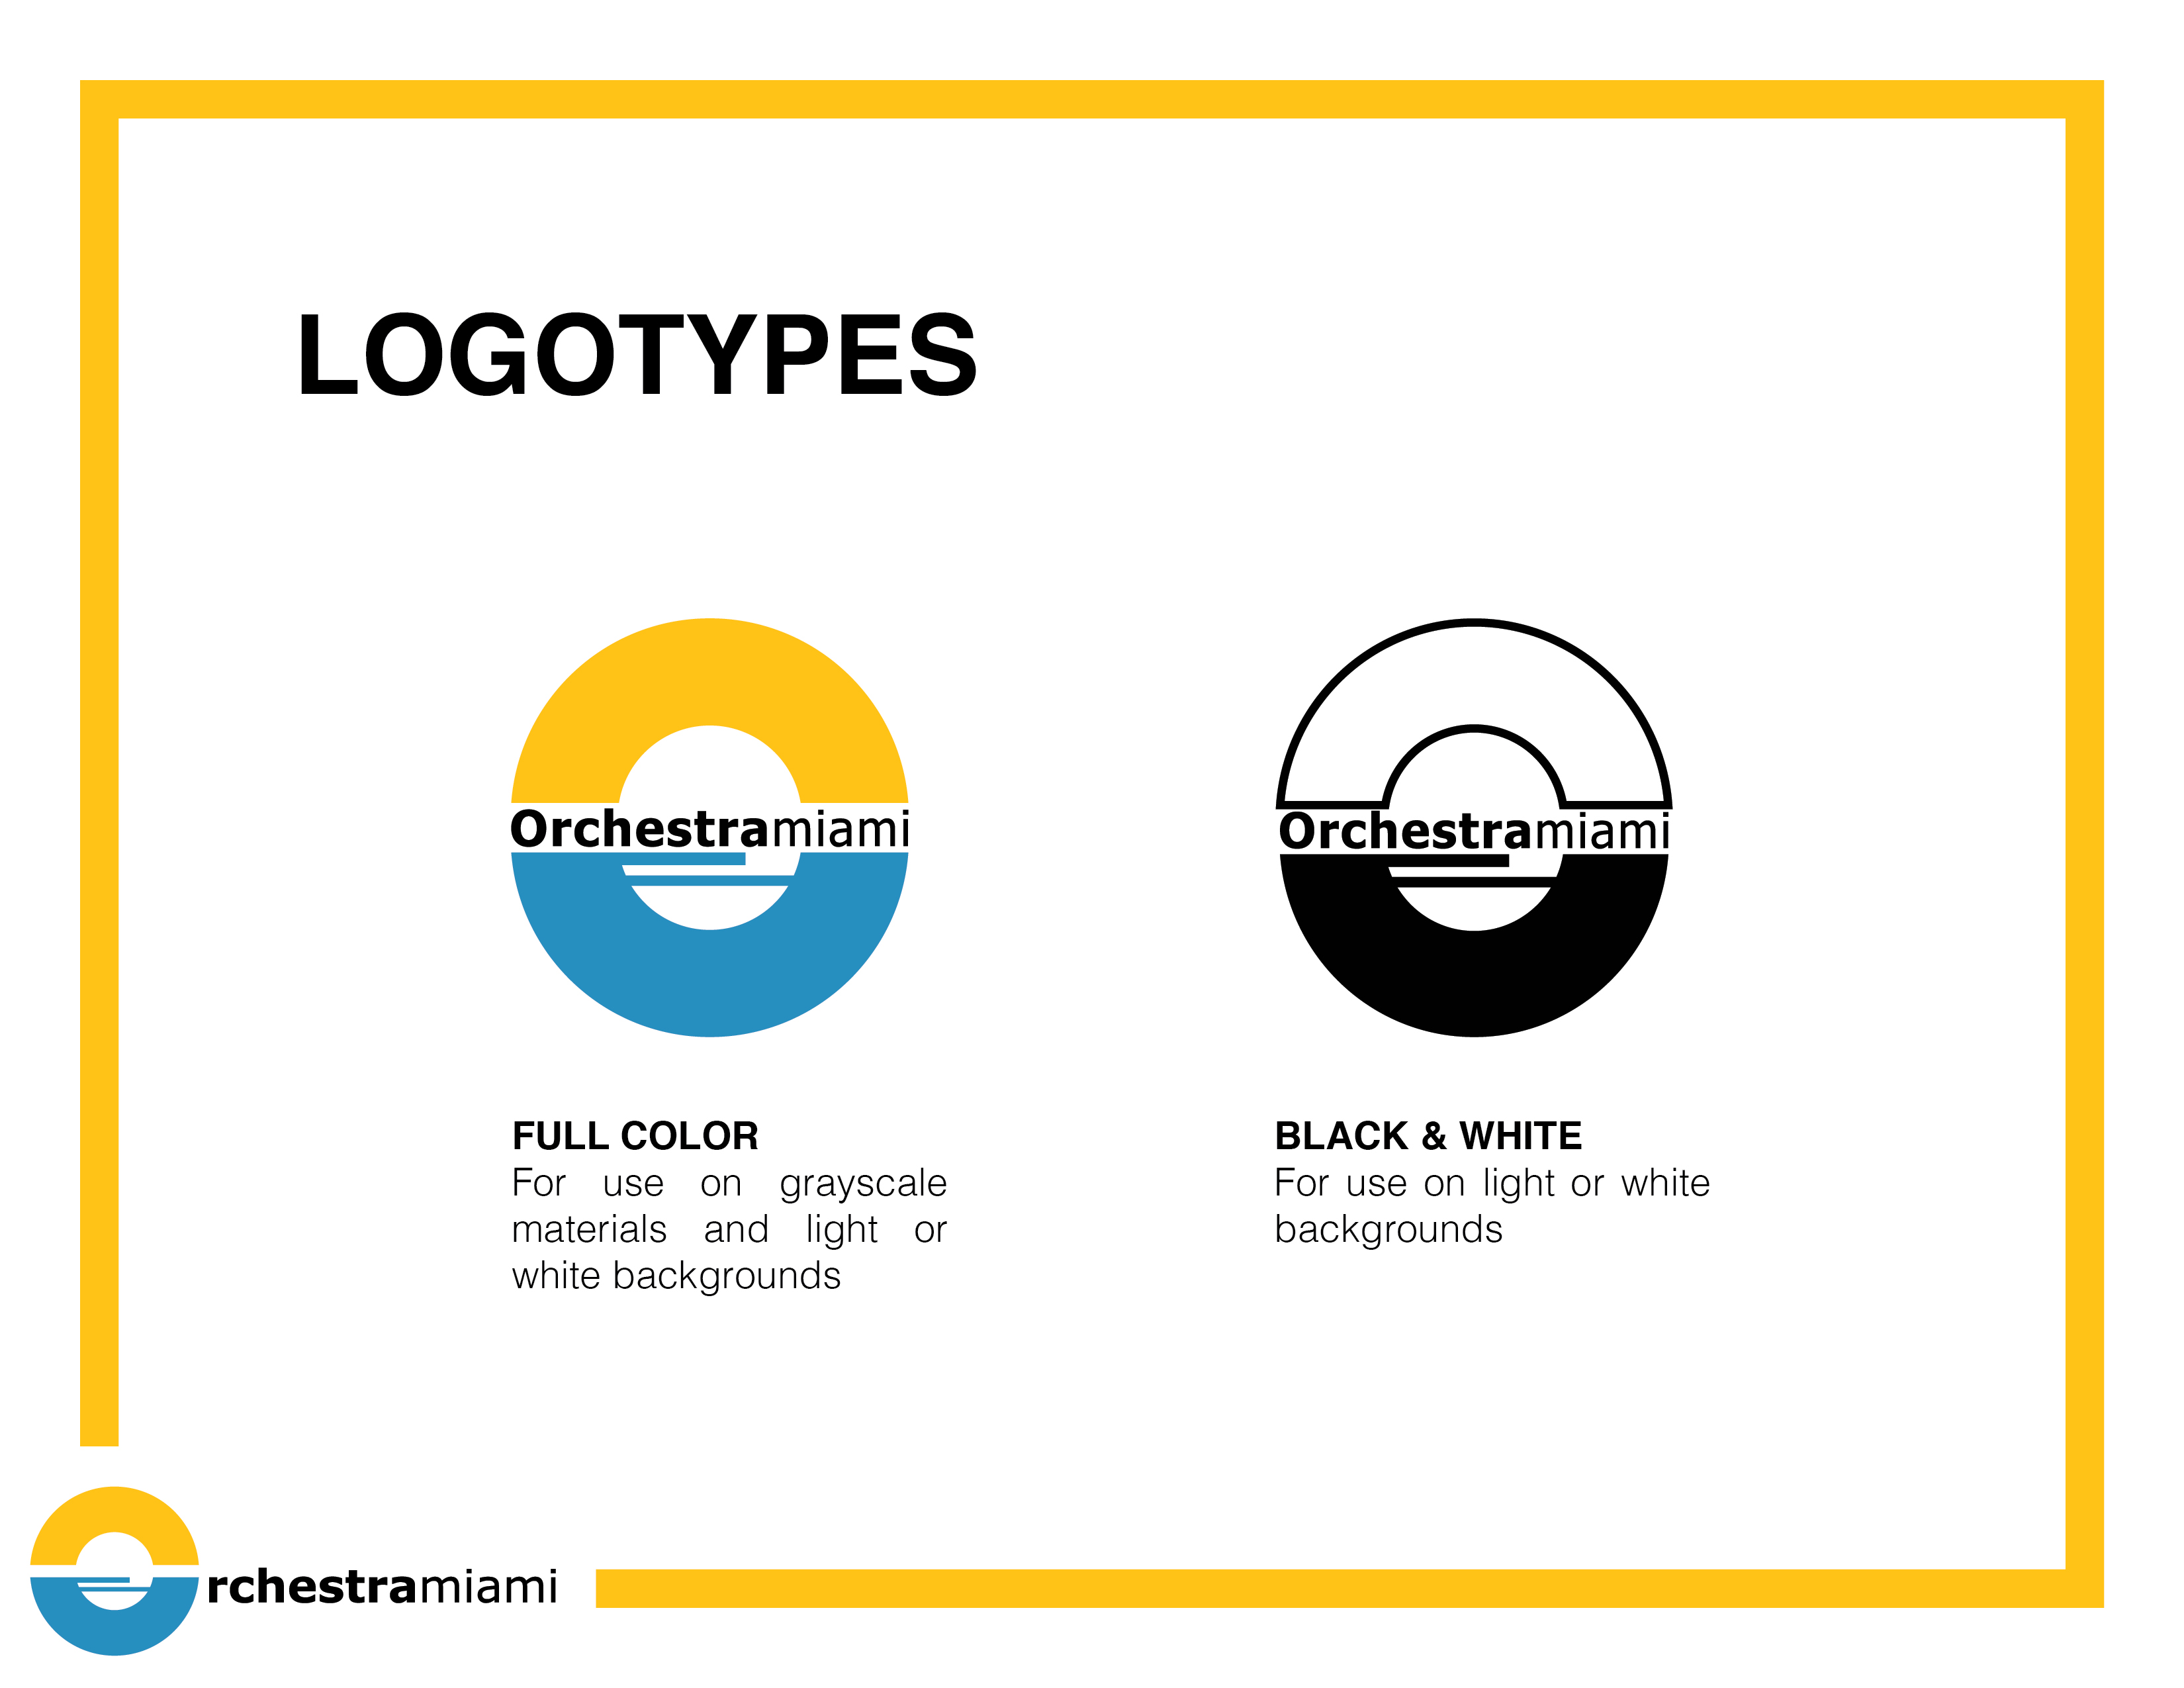 LOGOTYPES
Orchestramiami
Orchestramiami
FULL COLOR
For use on grayscale
materials and light or
white backgrounds
BLACK & WHITE
For use on light or white
backgrounds
Orchestramiami